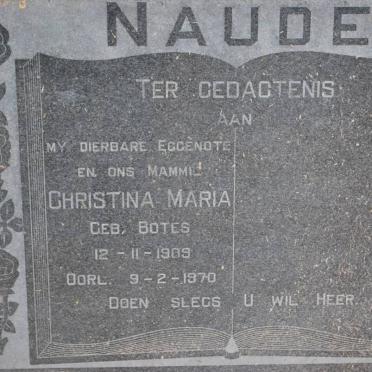 NAUDE
TER GEDAGTENIS
AAN
MY DIERBARE EGGENOTE
EN ONS MAMMIE
CHRISTINA MARIA
GEB. BOTES
12-11-1909
OORL. 9-2-1970
DOEN SLEGS U WIL HEER.